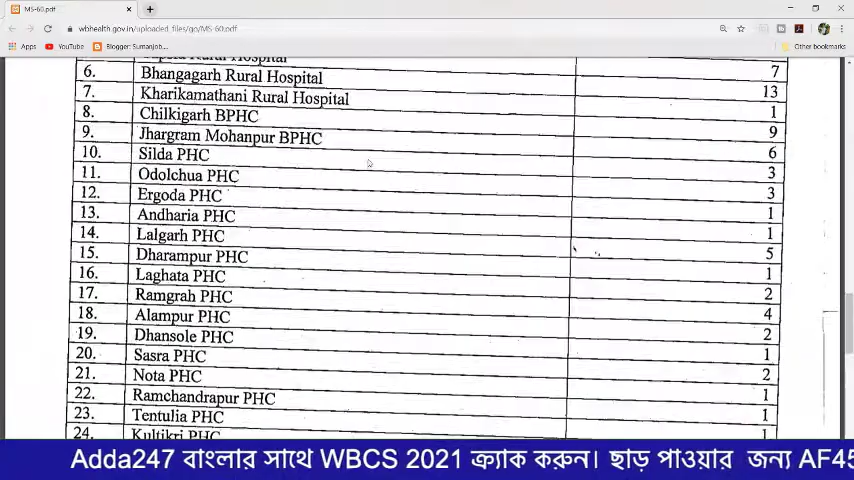 6. Bhangagarh Rural Hospital 7
7. Kharikamathani Rural Hospital 13
8. Chilkigarh BPHC 1
9. Jhargram Mohanpur BPHC 9
10. Silda PHC 6
11. Odolchua PHC 3
12. Ergoda PHC 3
13. Andharia PHC 1
14. Lalgarh PHC 1
15. Dharampur PHC 5
16. Laghata PHC 1
17. Ramgrah PHC 2
18. Alampur PHC 4
19. Dhansole PHC 2
20. Sasra PHC 1
21. Nota PHC 2
22. Ramchandrapur PHC 1
23. Tentulia PHC 1
24. Kultikri PHC 1
MS-60.pdf
wbhealth.gov.in/uploaded_files/go/MS-60.pdf
Apps YouTube Blogger: Sumanjob... Other bookmarks
Rural Hospital
Adda247 বাংলার সাথে WBCS 2021 ক্র্যাক করুন। ছাড় পাওয়ার জন্য AF45